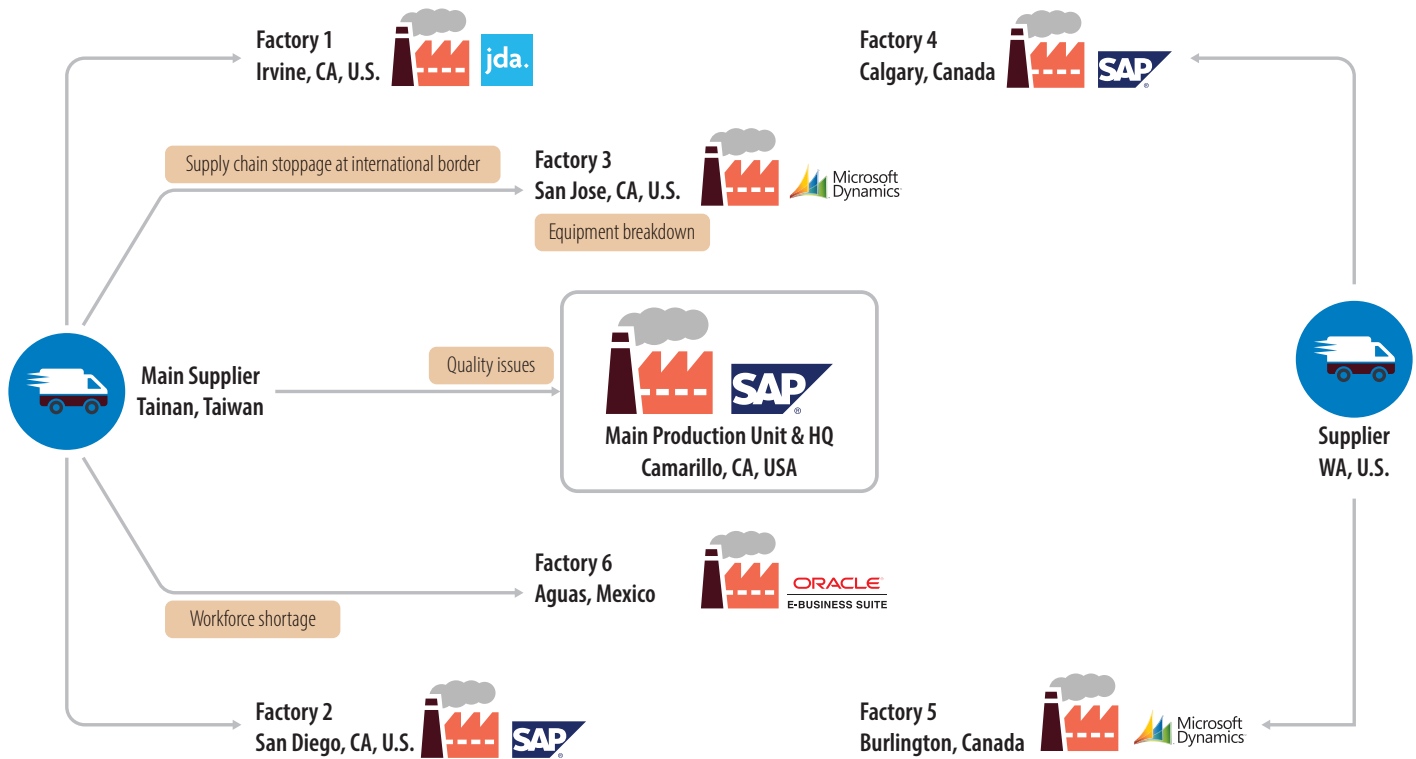 Factory 1
Irvine, CA, U.S.
jda.
Factory 4
Calgary, Canada
SAP
®
Supply chain stoppage at international border
Factory 3
San Jose, CA, U.S.
Microsoft
Dynamics
Equipment breakdown
Main Supplier
Tainan, Taiwan
Quality issues
SAP
®
Main Production Unit & HQ
Camarillo, CA, USA
Supplier
WA, U.S.
Factory 6
Aguas, Mexico
ORACLE
E-BUSINESS SUITE
Workforce shortage
Factory 2
San Diego, CA, U.S.
SAP
®
Factory 5
Burlington, Canada
Microsoft
Dynamics